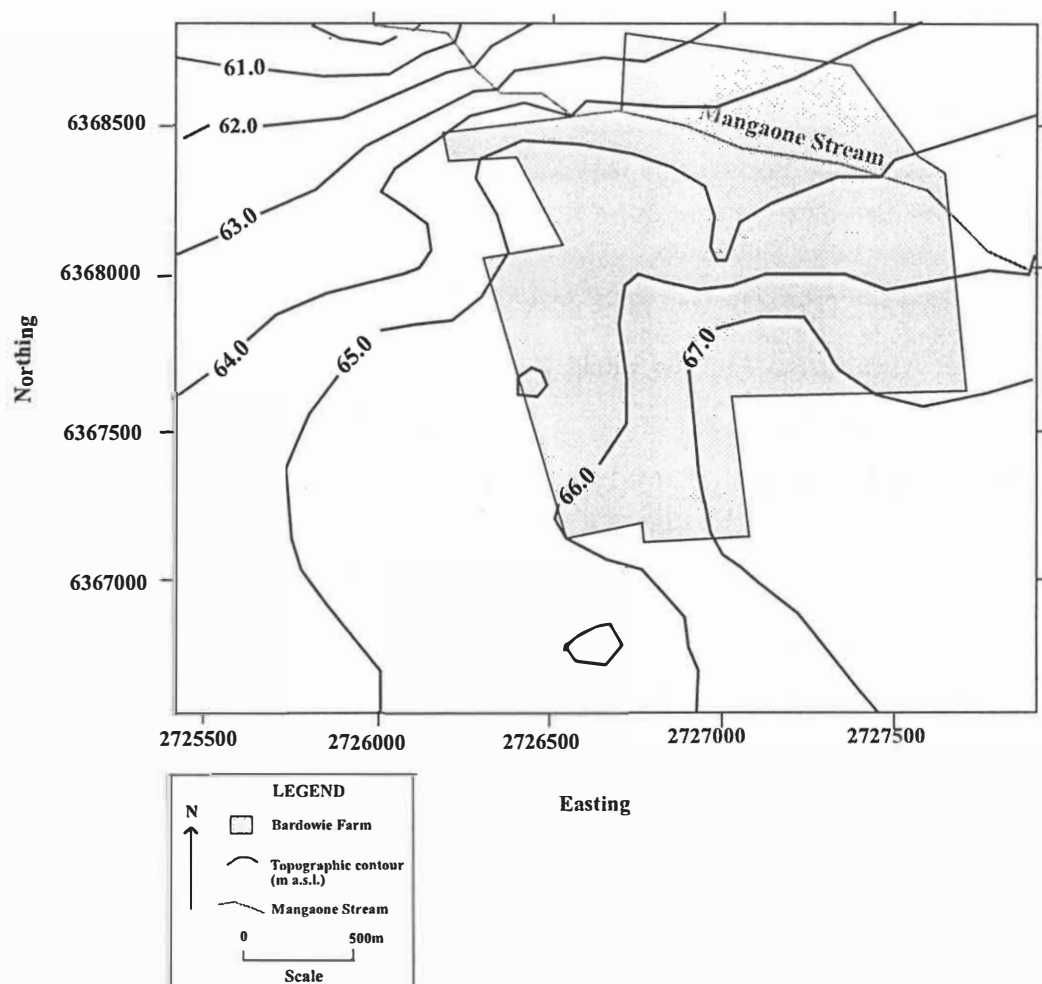 61.0
62.0
63.0
64.0
65.0
66.0
67.0
Mangaone Stream
Northing
6368500
6368000
6367500
6367000
2725500
2726000
2726500
2727000
2727500
Easting
LEGEND
N
Bardowie Farm
Topographic contour
(m a.s.l.)
Mangaone Stream
0
500m
Scale